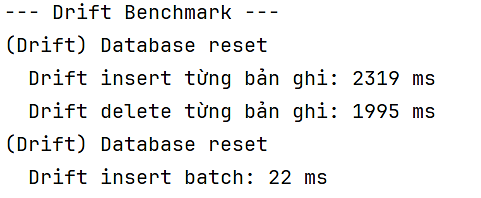 --- Drift Benchmark ---
(Drift) Database reset
  Drift insert từng bản ghi: 2319 ms
  Drift delete từng bản ghi: 1995 ms
(Drift) Database reset
  Drift insert batch: 22 ms